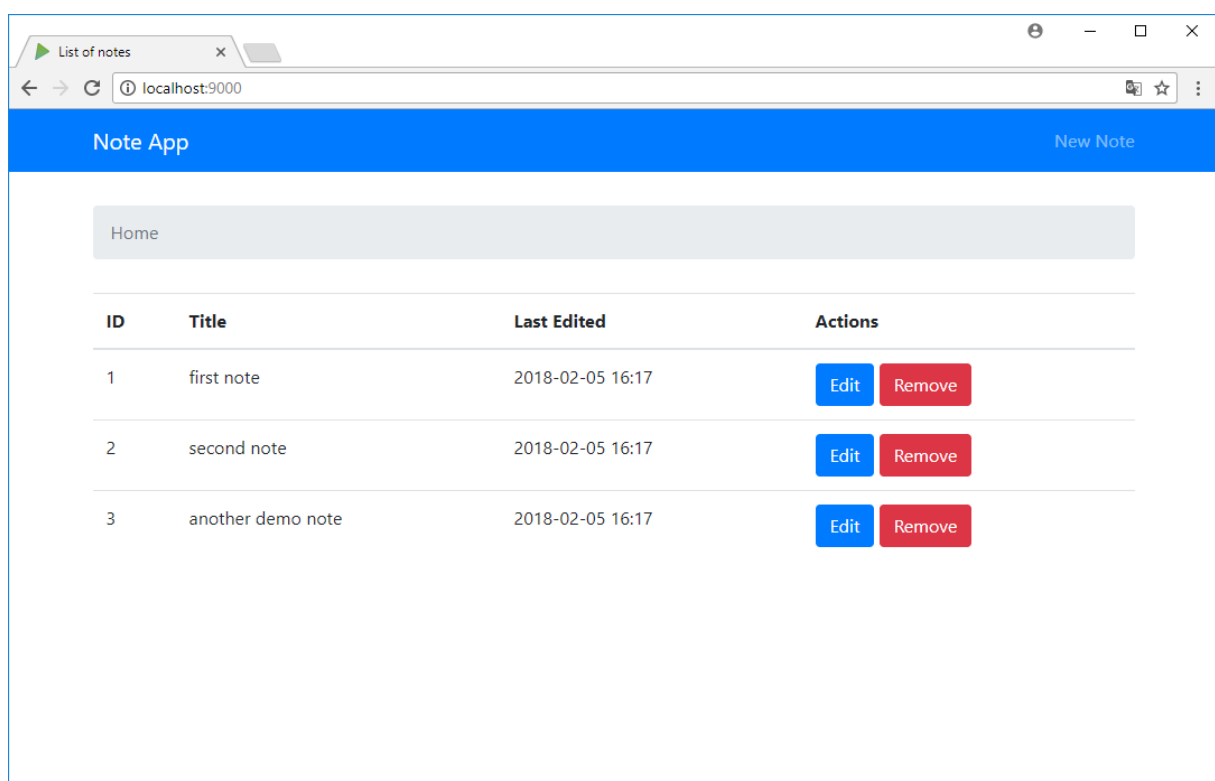 List of notes
localhost:9000
Note App New Note
Home
ID Title Last Edited Actions
1 first note 2018-02-05 16:17 Edit Remove
2 second note 2018-02-05 16:17 Edit Remove
3 another demo note 2018-02-05 16:17 Edit Remove